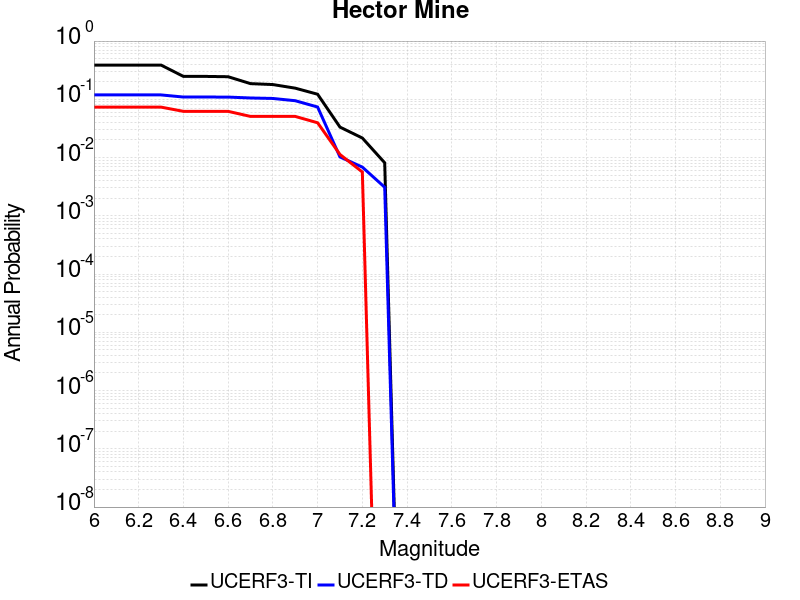 Hector Mine
10^0
10^-1
10^-2
10^-3
10^-4
10^-5
10^-6
10^-7
10^-8
Annual Probability
6 6.2 6.4 6.6 6.8 7 7.2 7.4 7.6 7.8 8 8.2 8.4 8.6 8.8 9
Magnitude
UCERF3-TI UCERF3-TD UCERF3-ETAS